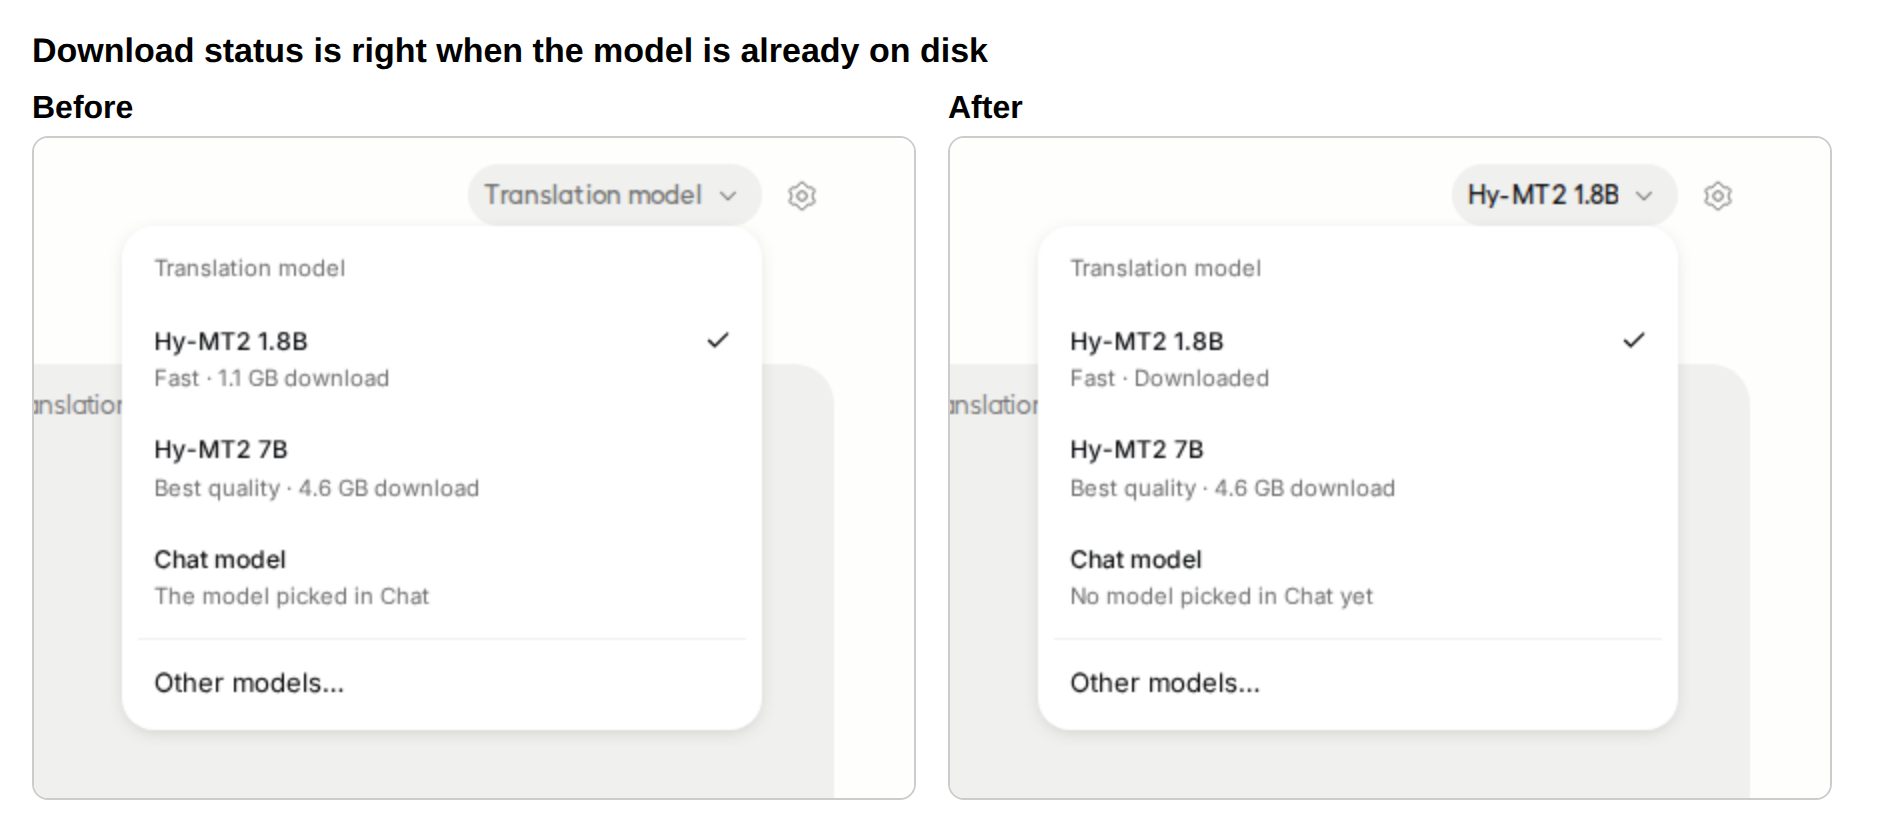 Download status is right when the model is already on disk
Before
Translation model
Translation model
Hy-MT2 1.8B
Fast · 1.1 GB download
Hy-MT2 7B
Best quality · 4.6 GB download
Chat model
The model picked in Chat
Other models...
After
Hy-MT2 1.8B
Translation model
Hy-MT2 1.8B
Fast · Downloaded
Hy-MT2 7B
Best quality · 4.6 GB download
Chat model
No model picked in Chat yet
Other models...